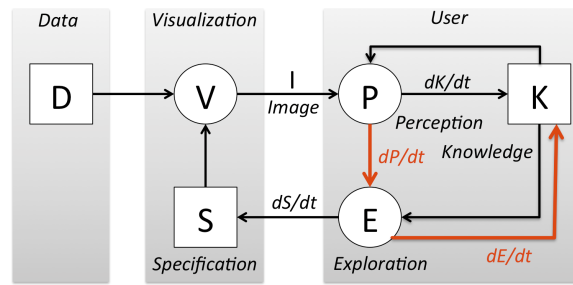 Data
Visualization
User
D
V
I
Image
P
dK/dt
K
Perception
dP/dt
Knowledge
S
dS/dt
E
dE/dt
Specification
Exploration